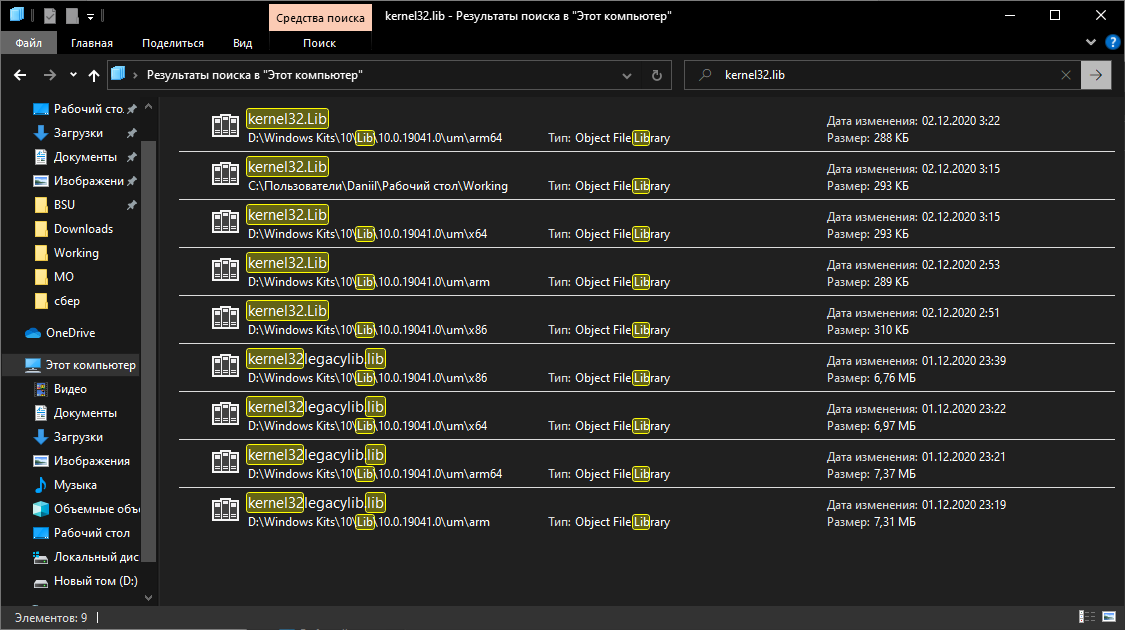 Средства поиска
kernel32.lib - Результаты поиска в "Этот компьютер"
Файл
Главная
Поделиться
Вид
Поиск
Результаты поиска в "Этот компьютер"
kernel32.lib
Рабочий сто.
Загрузки
Документы
Изображени
BSU
Downloads
Working
МО
сбер
OneDrive
Этот компьютер
Видео
Документы
Загрузки
Изображения
Музыка
Объемные объ
Рабочий стол
Локальный дис
Новый том (D:)
kernel32.Lib
Дата изменения: 02.12.2020 3:22
D:\Windows Kits\10\Lib\10.0.19041.0\um\arm64
Тип: Object File Library
Размер: 288 КБ
kernel32.Lib
Дата изменения: 02.12.2020 3:15
C:\Пользователи\Daniil\Рабочий стол\Working
Тип: Object File Library
Размер: 293 КБ
kernel32.Lib
Дата изменения: 02.12.2020 3:15
D:\Windows Kits\10\Lib\10.0.19041.0\um\x64
Тип: Object File Library
Размер: 293 КБ
kernel32.Lib
Дата изменения: 02.12.2020 2:53
D:\Windows Kits\10\Lib\10.0.19041.0\um\arm
Тип: Object File Library
Размер: 289 КБ
kernel32.Lib
Дата изменения: 02.12.2020 2:51
D:\Windows Kits\10\Lib\10.0.19041.0\um\x86
Тип: Object File Library
Размер: 310 КБ
kernel32legacylib.lib
Дата изменения: 01.12.2020 23:39
D:\Windows Kits\10\Lib\10.0.19041.0\um\x86
Тип: Object File Library
Размер: 6,76 МБ
kernel32legacylib.lib
Дата изменения: 01.12.2020 23:22
D:\Windows Kits\10\Lib\10.0.19041.0\um\x64
Тип: Object File Library
Размер: 6,97 МБ
kernel32legacylib.lib
Дата изменения: 01.12.2020 23:21
D:\Windows Kits\10\Lib\10.0.19041.0\um\arm64
Тип: Object File Library
Размер: 7,37 МБ
kernel32legacylib.lib
Дата изменения: 01.12.2020 23:19
D:\Windows Kits\10\Lib\10.0.19041.0\um\arm
Тип: Object File Library
Размер: 7,31 МБ
Элементов: 9